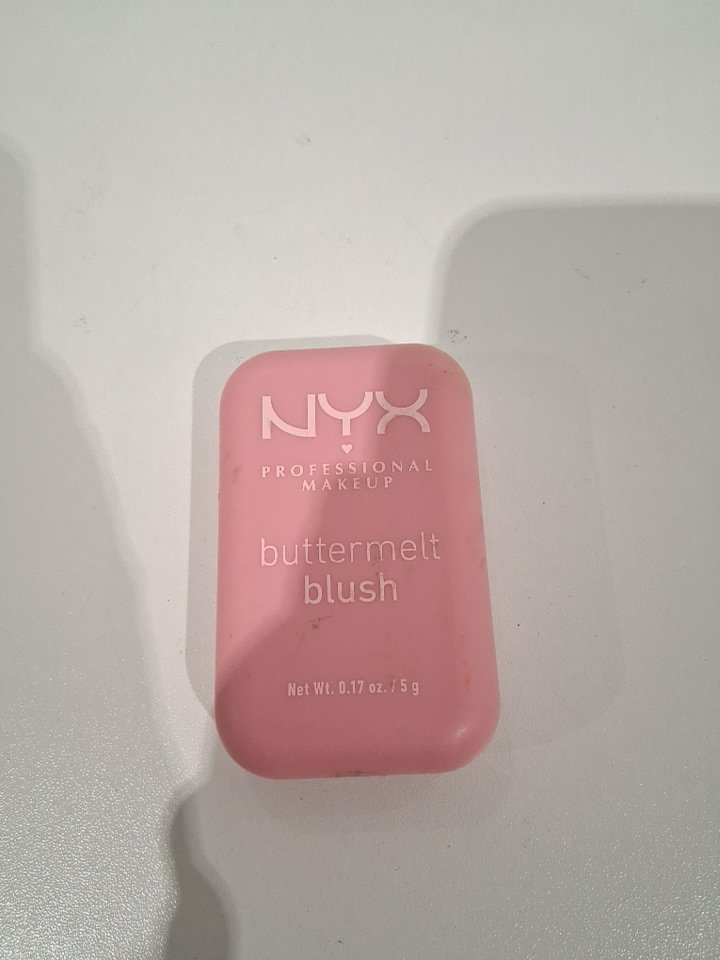 NYX
PROFESSIONAL
MAKEUP
buttermelt
blush
Net Wt. 0.17 oz. / 5 g